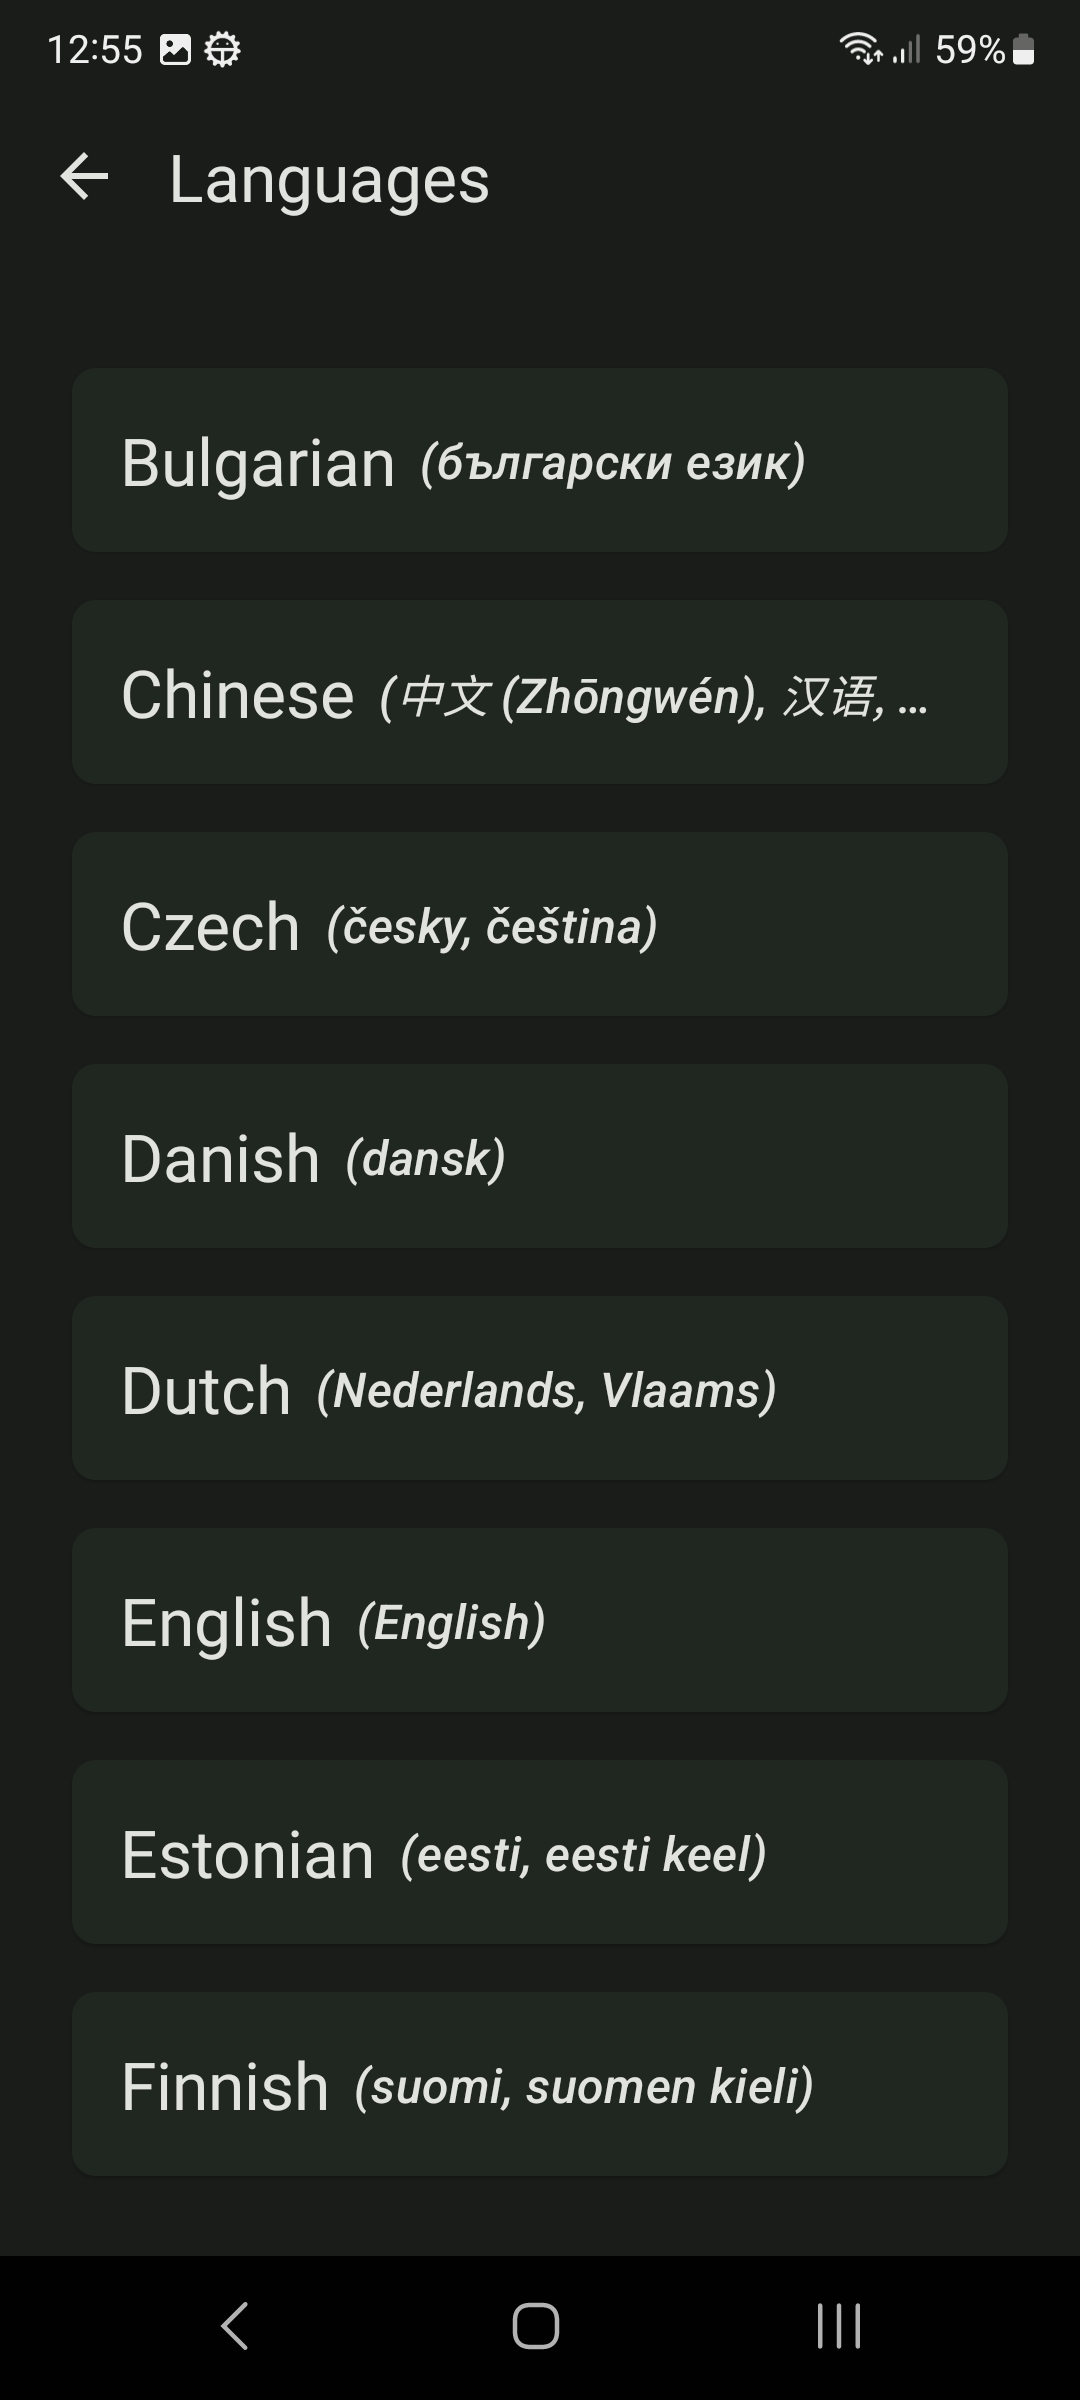 12:55 59%
Languages
Bulgarian (български език)
Chinese (中文 (Zhōngwén), 汉语, …
Czech (česky, čeština)
Danish (dansk)
Dutch (Nederlands, Vlaams)
English (English)
Estonian (eesti, eesti keel)
Finnish (suomi, suomen kieli)